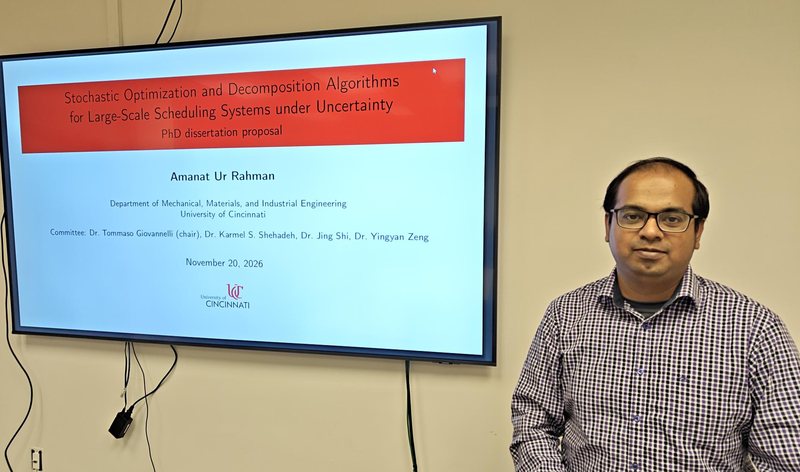 Stochastic Optimization and Decomposition Algorithms
for Large-Scale Scheduling Systems under Uncertainty
PhD dissertation proposal
Amanat Ur Rahman
Department of Mechanical, Materials, and Industrial Engineering
University of Cincinnati
Committee: Dr. Tommaso Giovannelli (chair), Dr. Karmel S. Shehadeh, Dr. Jing Shi, Dr. Yingyan Zeng
November 20, 2026
UC
University of
CINCINNATI